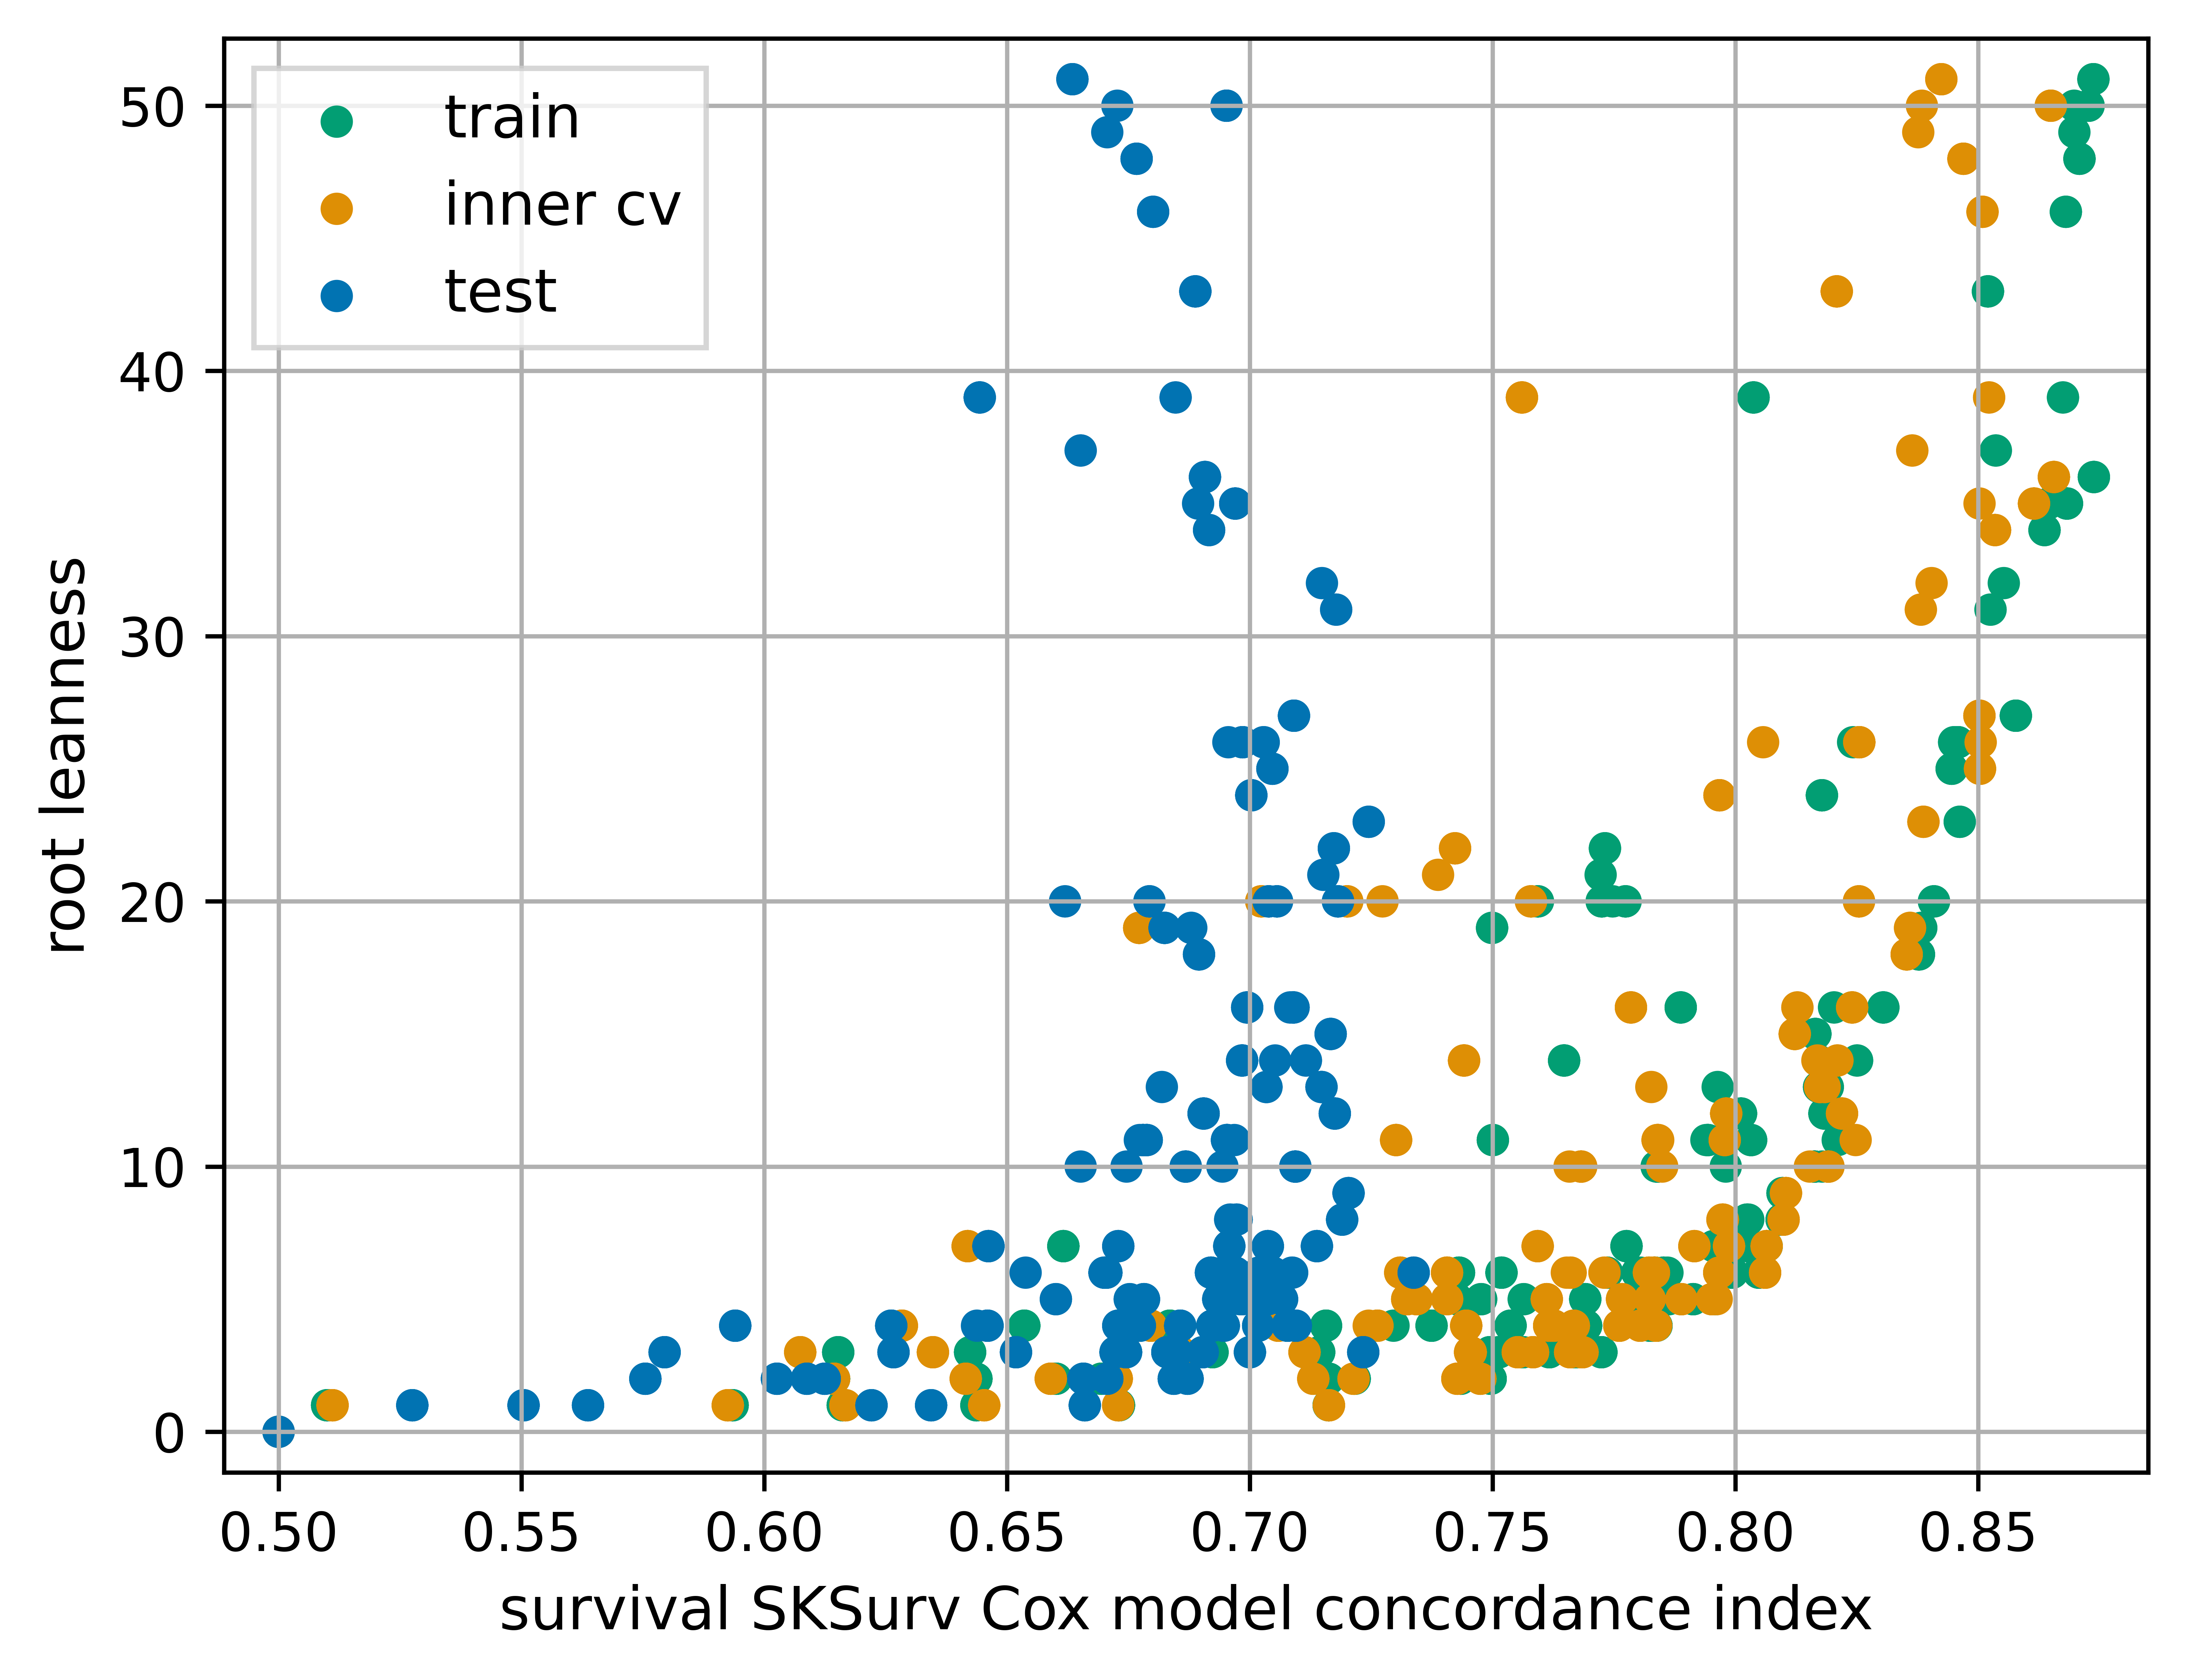 train
inner cv
test
50
40
30
20
10
0
root leanness
0.50 0.55 0.60 0.65 0.70 0.75 0.80 0.85
survival SKSurv Cox model concordance index